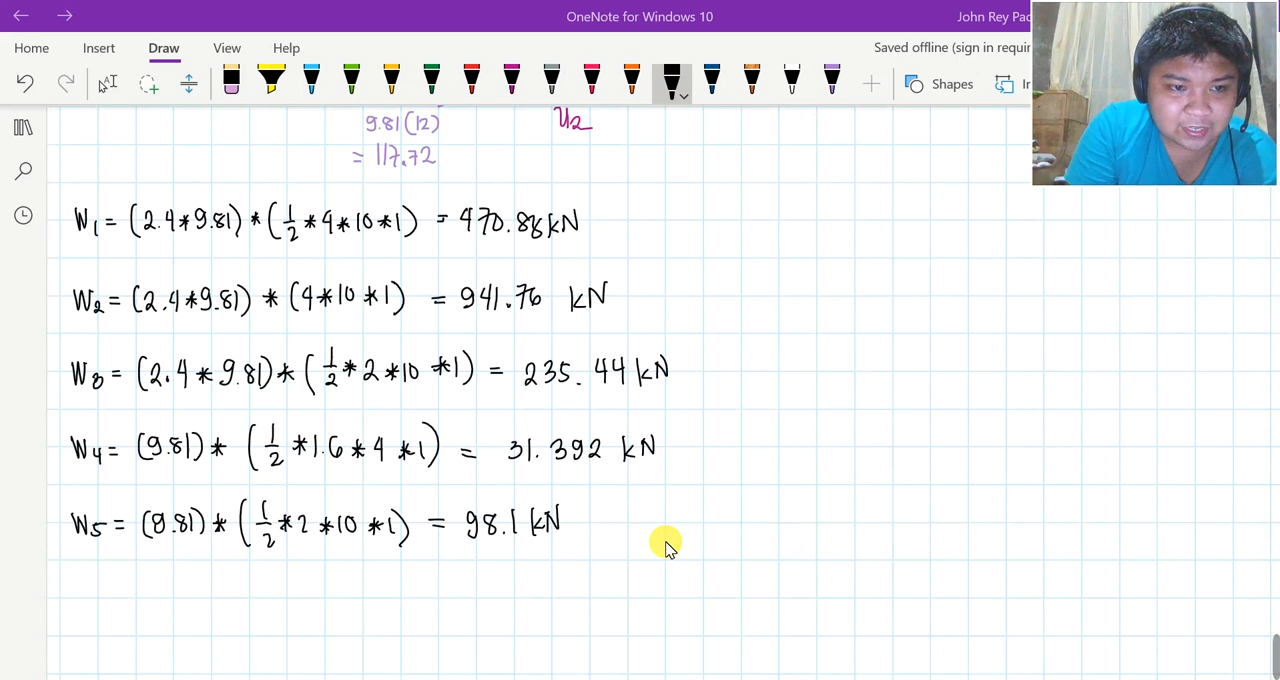 OneNote for Windows 10
John Rey Pac
Home Insert Draw View Help
Saved offline (sign in requir
Shapes In
9.81(12)
= 117.72
U2
W1 = (2.4*9.81)*(1/2*4*10*1) = 470.88kN
W2 = (2.4*9.81)*(4*10*1) = 941.76 kN
W3 = (2.4*9.81)*(1/2*2*10*1) = 235.44 kN
W4 = (9.81)*(1/2*1.6*4*1) = 31.392 kN
W5 = (9.81)*(1/2*2*10*1) = 98.1 kN